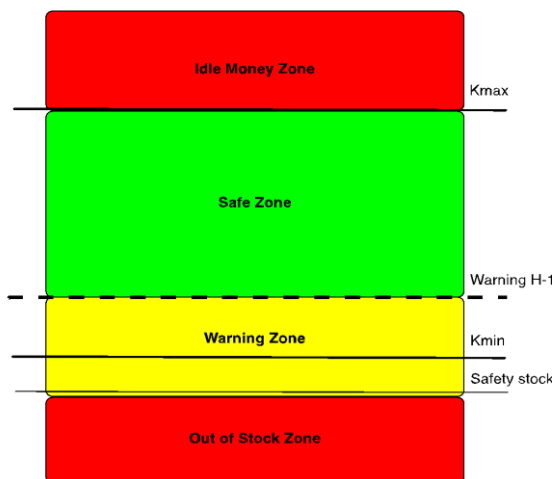 Idle Money Zone
Kmax
Safe Zone
Warning H-1
Warning Zone
Kmin
Safety stock
Out of Stock Zone